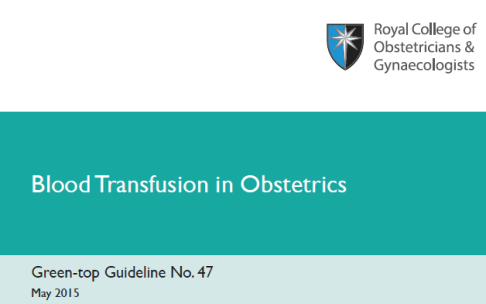 Royal College of
Obstetricians &
Gynaecologists
Blood Transfusion in Obstetrics
Green-top Guideline No. 47
May 2015